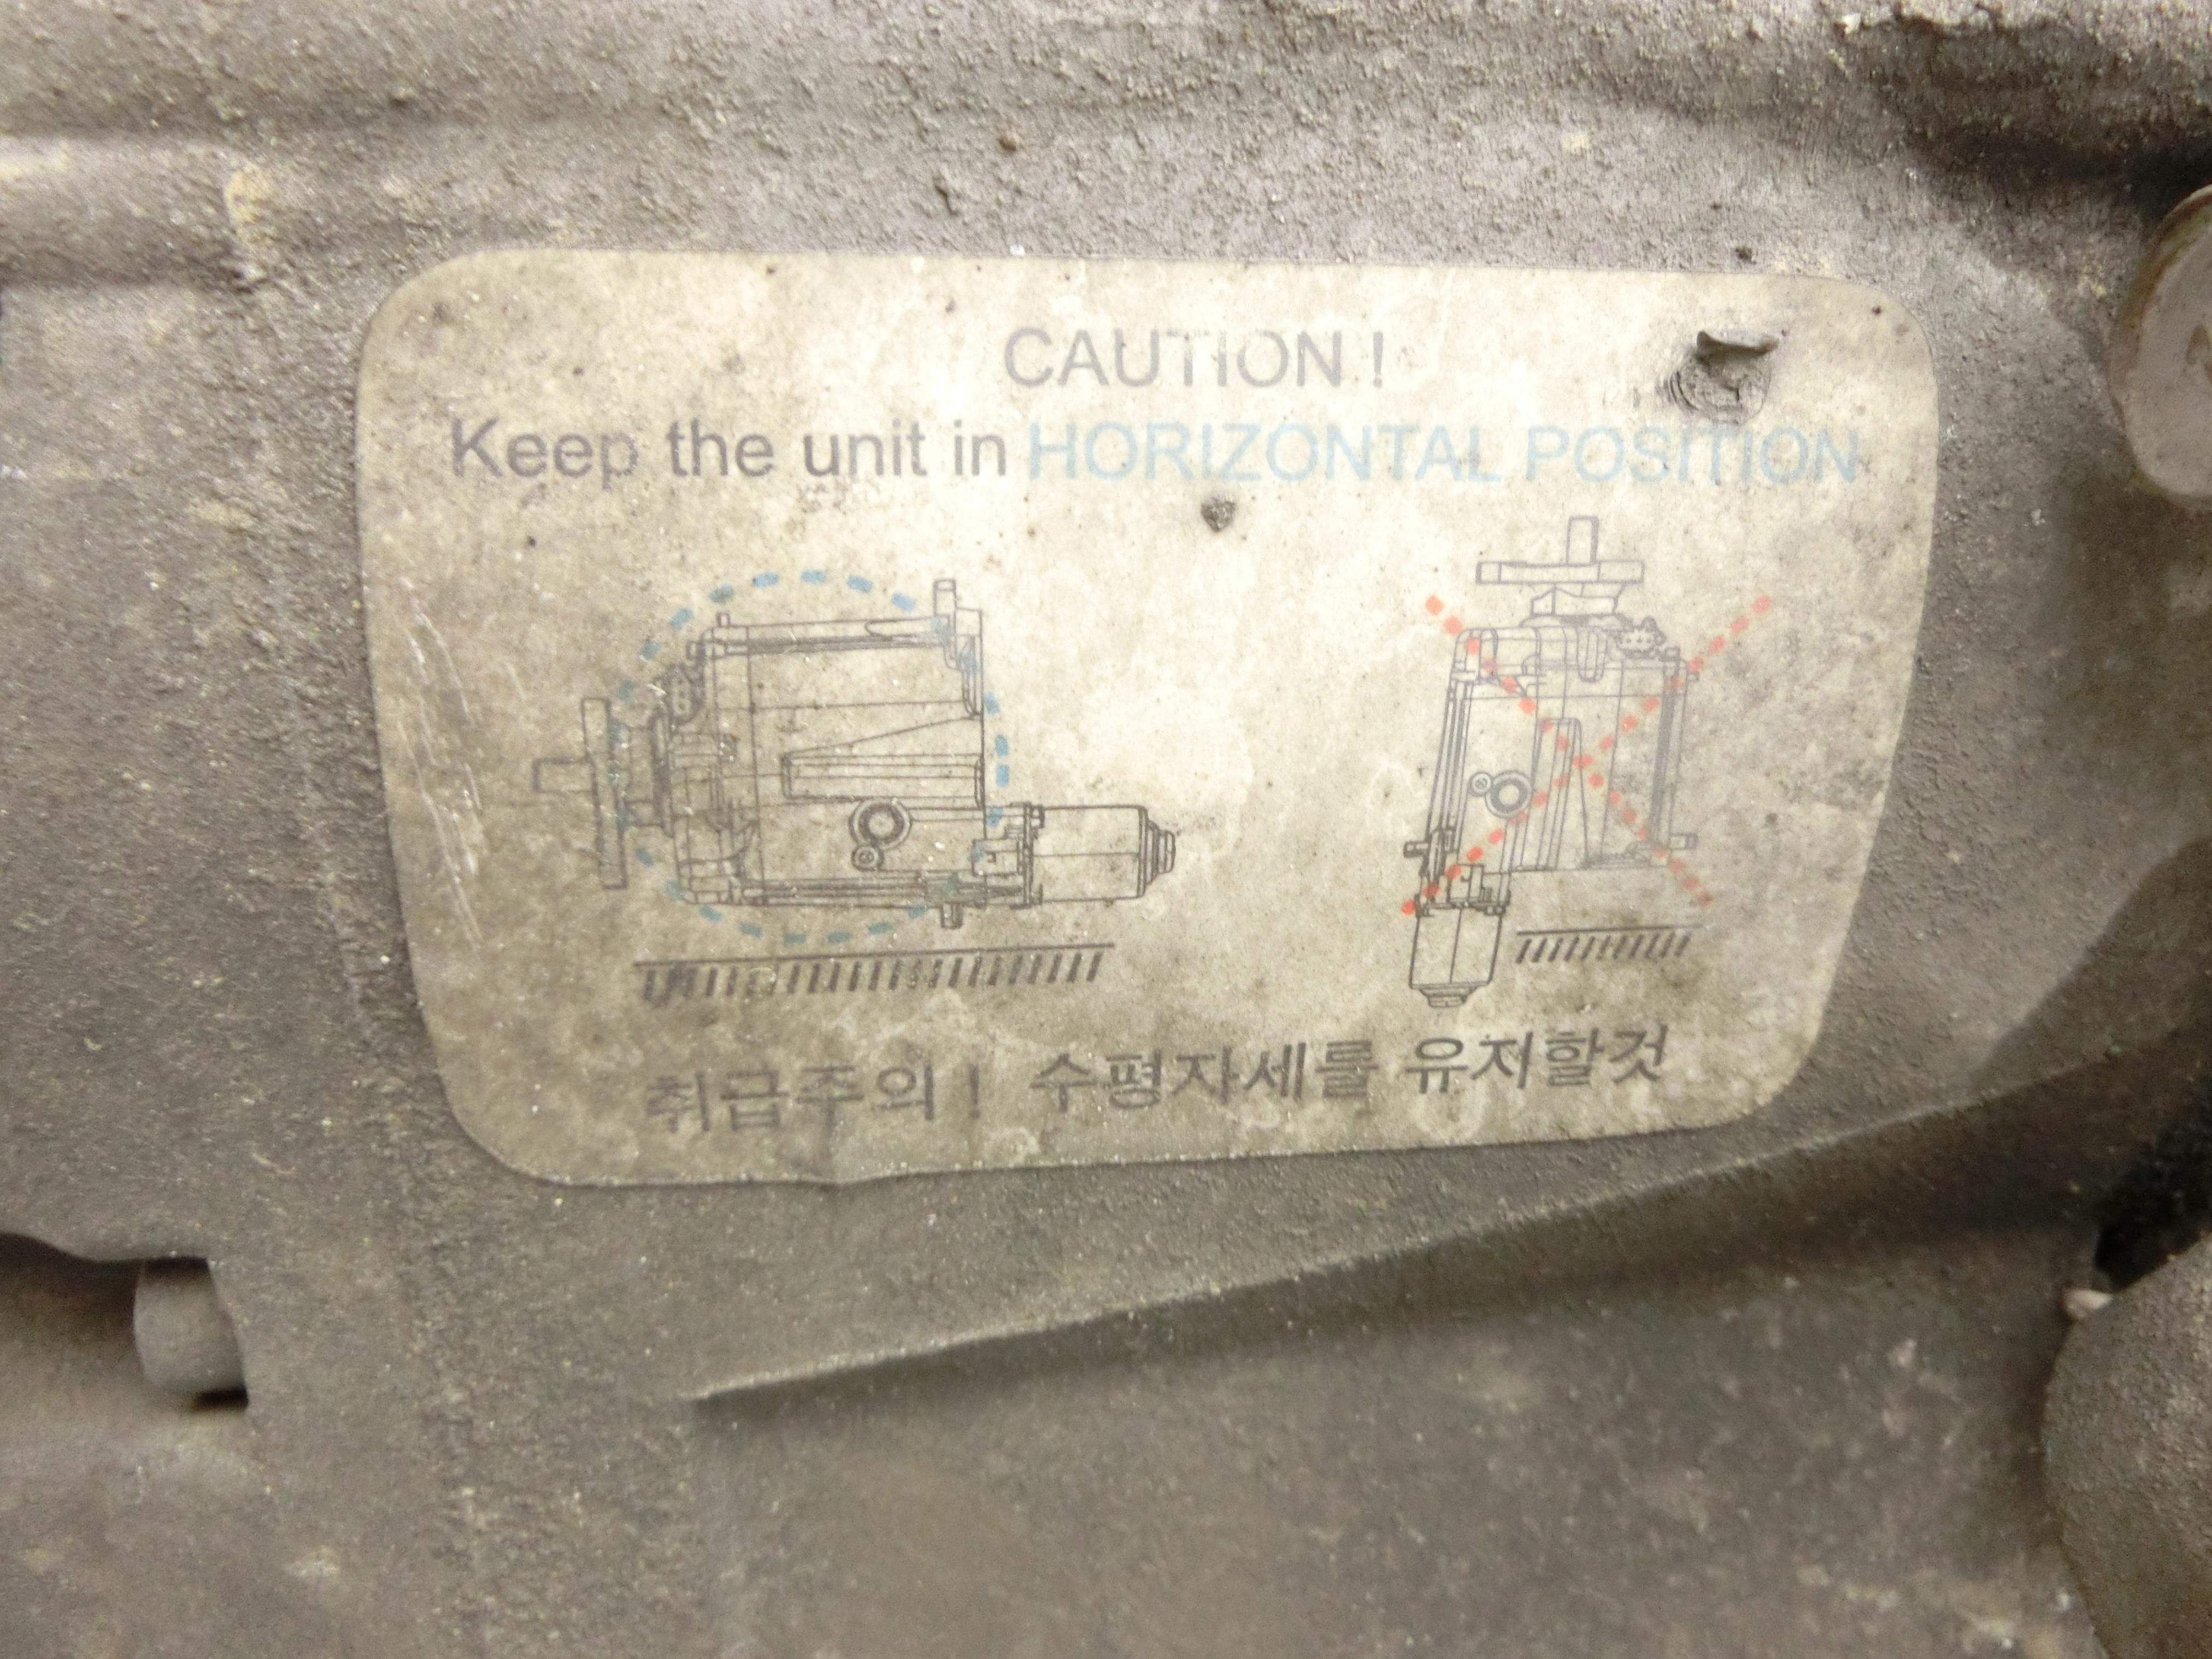 CAUTION !
Keep the unit in HORIZONTAL POSITION
취급주의 ! 수평자세를 유지할것